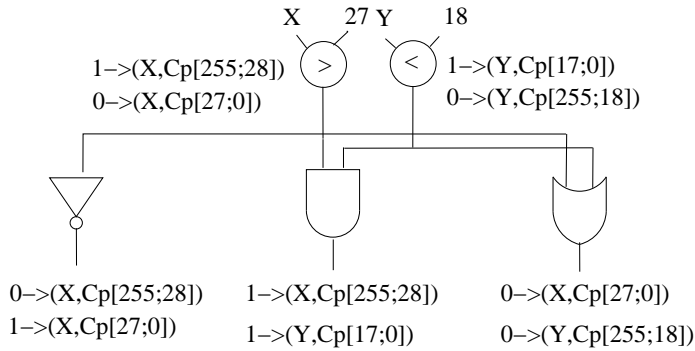 X 27 Y 18
> <
1−>(X,Cp[255;28])
0−>(X,Cp[27;0])
1−>(Y,Cp[17;0])
0−>(Y,Cp[255;18])
0−>(X,Cp[255;28])
1−>(X,Cp[27;0])
1−>(X,Cp[255;28])
1−>(Y,Cp[17;0])
0−>(X,Cp[27;0])
0−>(Y,Cp[255;18])